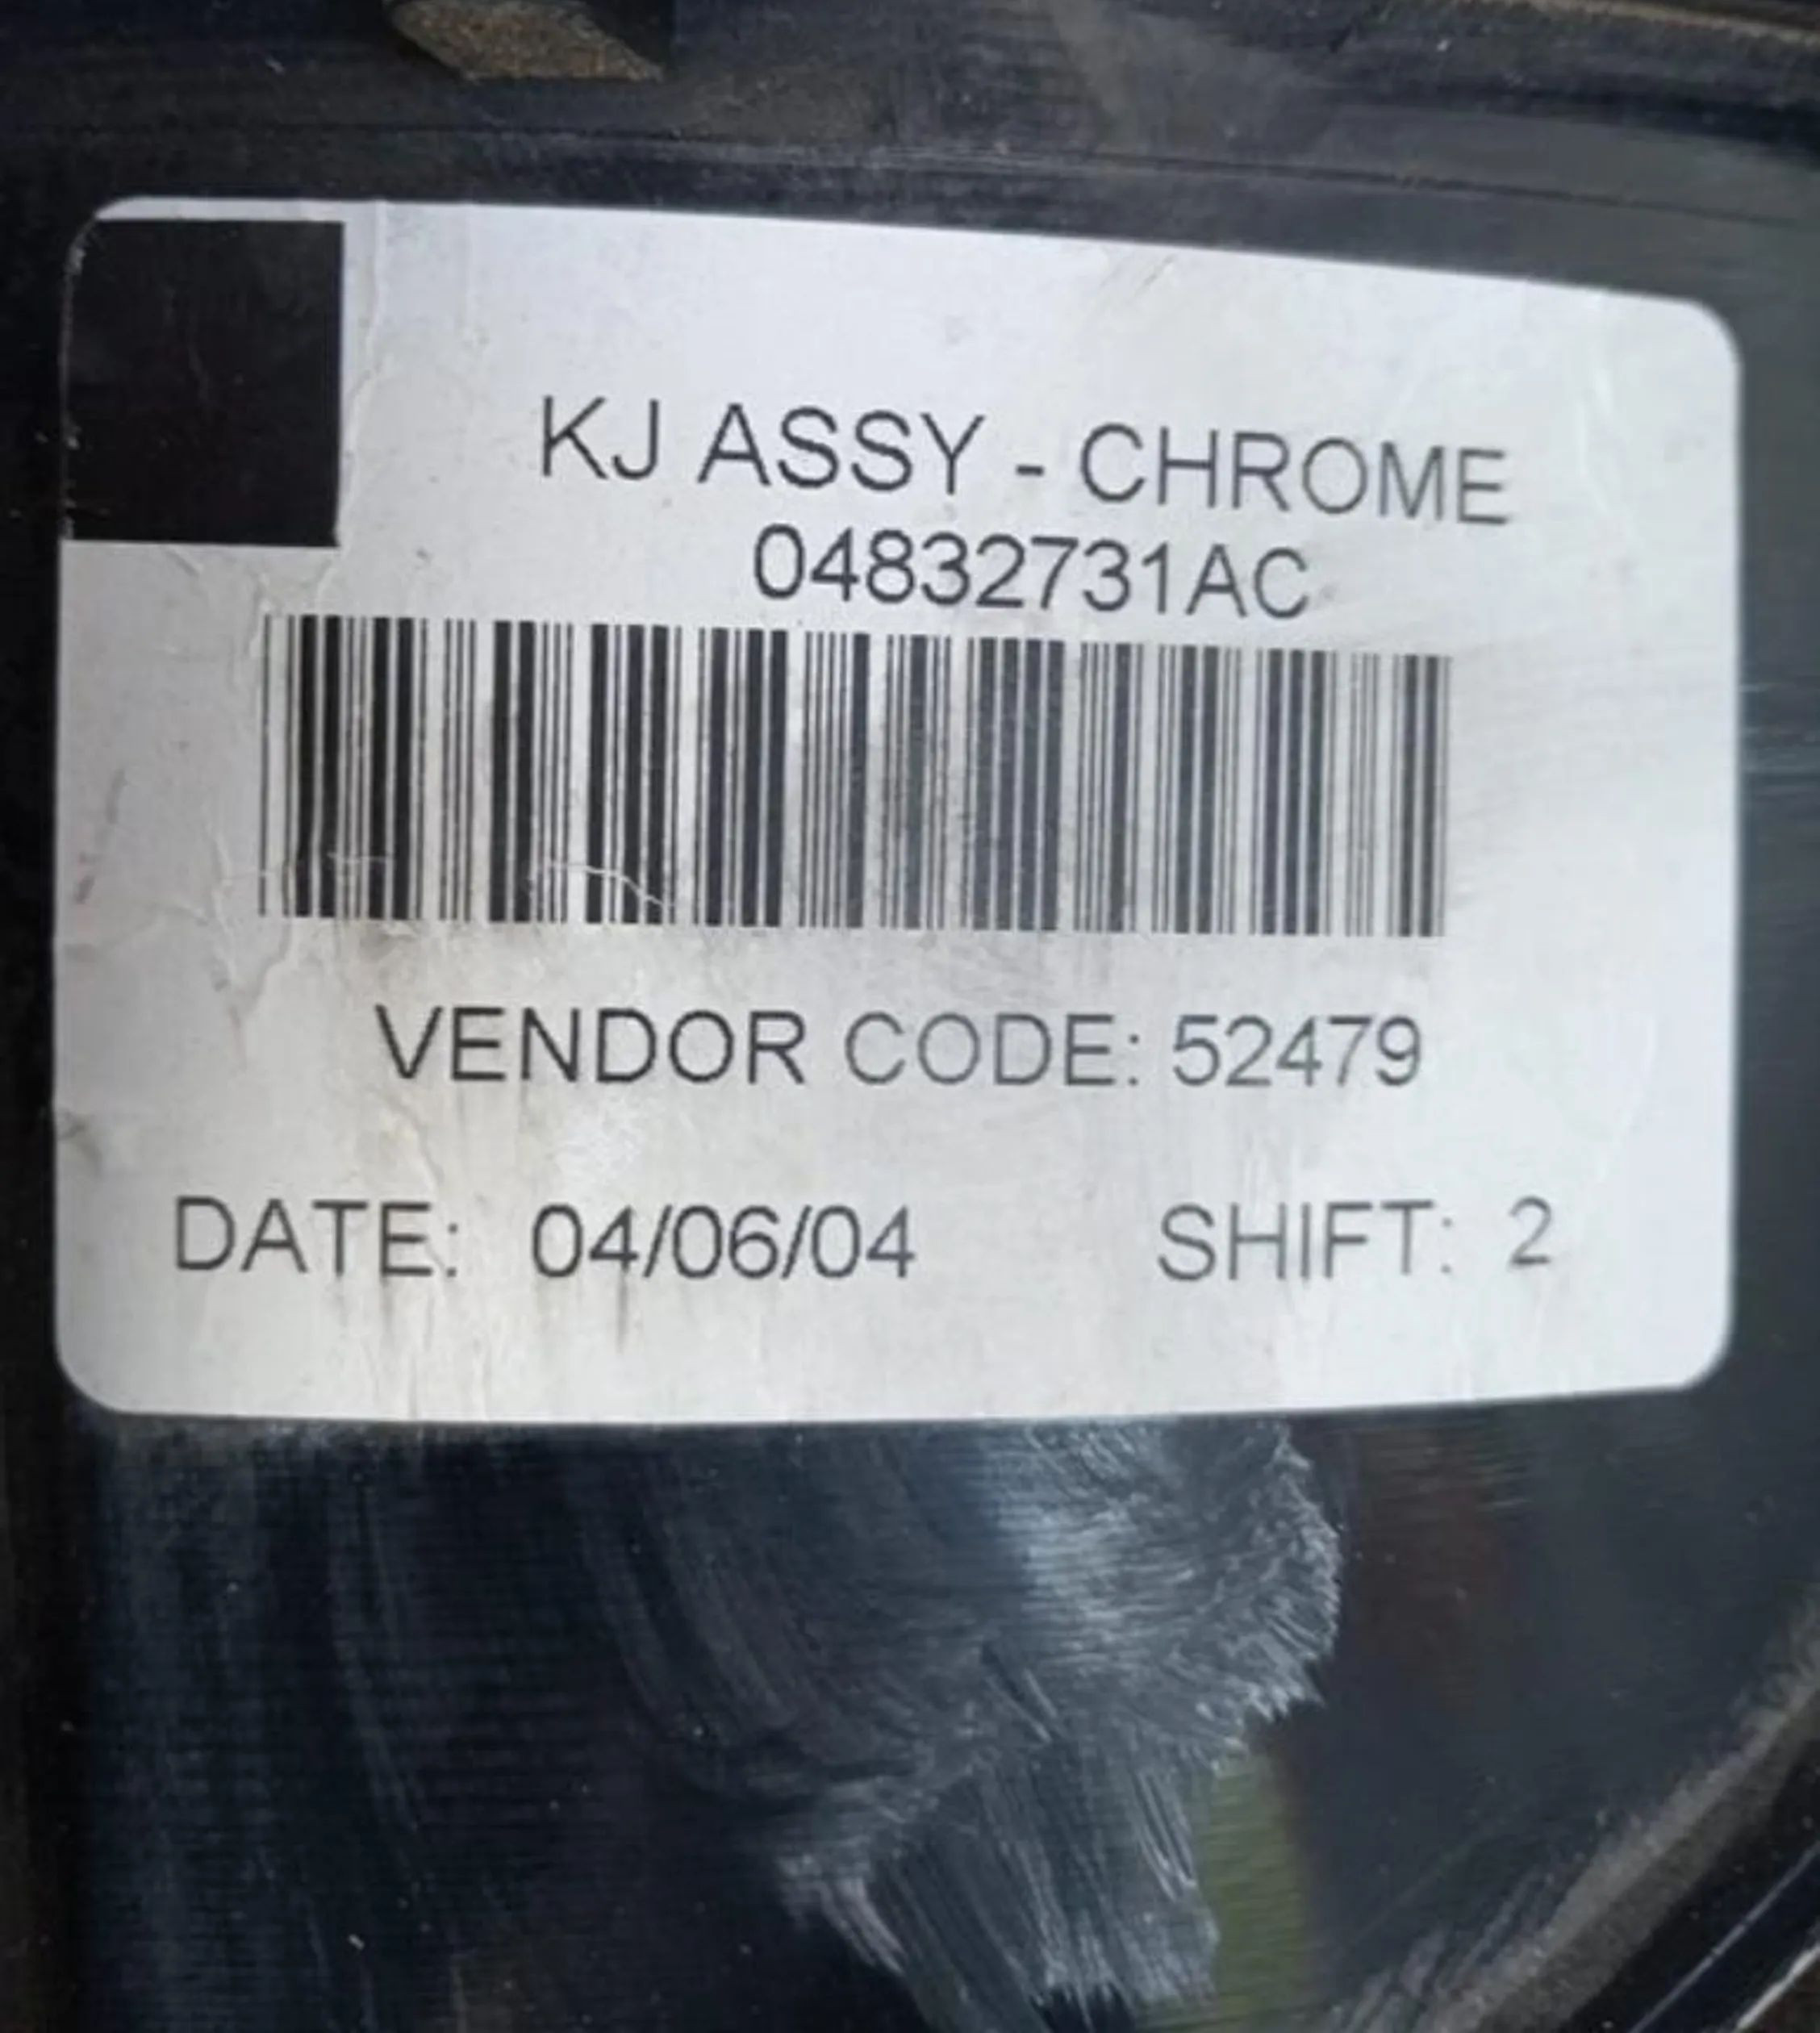 KJ ASSY - CHROME
04832731AC
VENDOR CODE: 52479
DATE: 04/06/04 SHIFT: 2